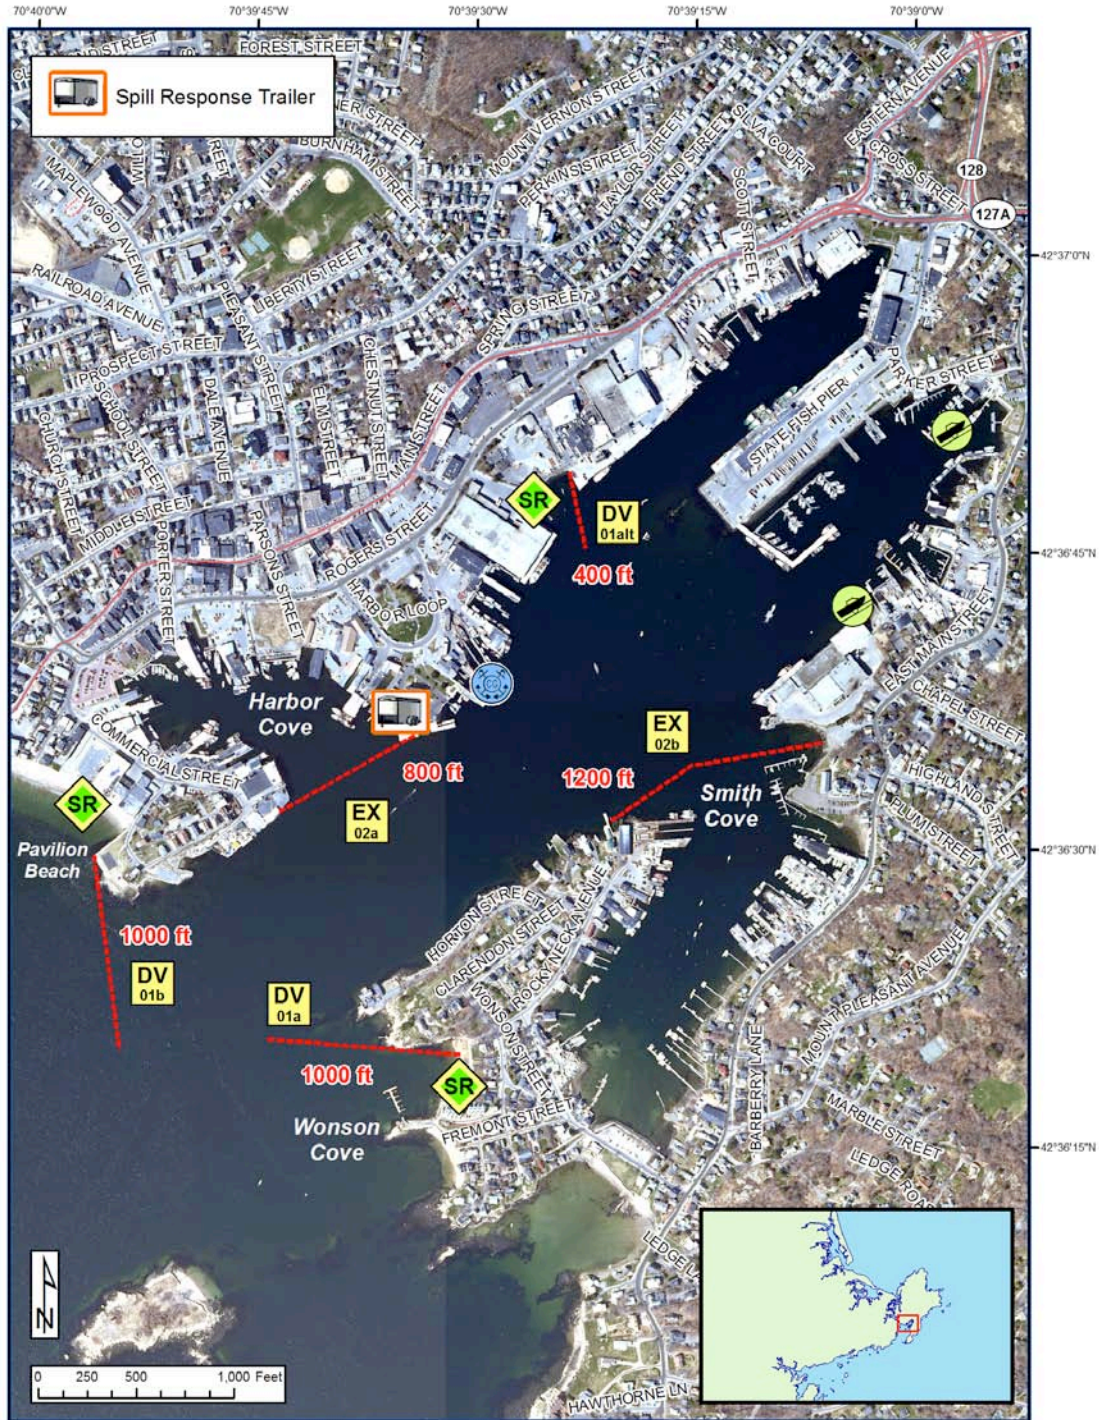 70°40'0"W
70°39'45"W
70°39'30"W
70°39'15"W
70°39'0"W
Spill Response Trailer
FOREST STREET
BURNHAM STREET
MAPLEWOOD AVENUE
MOUNT VERNON STREET
PERKINS STREET
TAYLOR STREET
FRIEND STREET
SILVA COURT
SCOTT STREET
EASTERN AVENUE
CROSS STREET
128
127A
42°37'0"N
RAILROAD AVENUE
PLEASANT STREET
LIBERTY STREET
PROSPECT STREET
SPRING STREET
SCHOOL STREET
CHURCH STREET
DALE AVENUE
ELM STREET
CHESTNUT STREET
MAIN STREET
PARKER STREET
STATE FISH PIER
MIDDLE STREET
PORTER STREET
PARSONS STREET
ROGERS STREET
HARBOR LOOP
SR
DV
01alt
400 ft
42°36'45"N
EAST MAIN STREET
CHAPEL STREET
HIGHLAND STREET
PLUM STREET
Harbor
Cove
CG
COMMERCIAL STREET
800 ft
EX
02a
EX
02b
1200 ft
Smith
Cove
SR
Pavilion
Beach
42°36'30"N
1000 ft
DV
01b
DV
01a
1000 ft
SR
HORTON STREET
CLARENDON STREET
ROCKY NECK AVENUE
WONSON STREET
FREMONT STREET
Wonson
Cove
BARBERRY LANE
MOUNT PLEASANT AVENUE
MARBLE STREET
42°36'15"N
HAWTHORNE LN
N
0 250 500 1,000 Feet